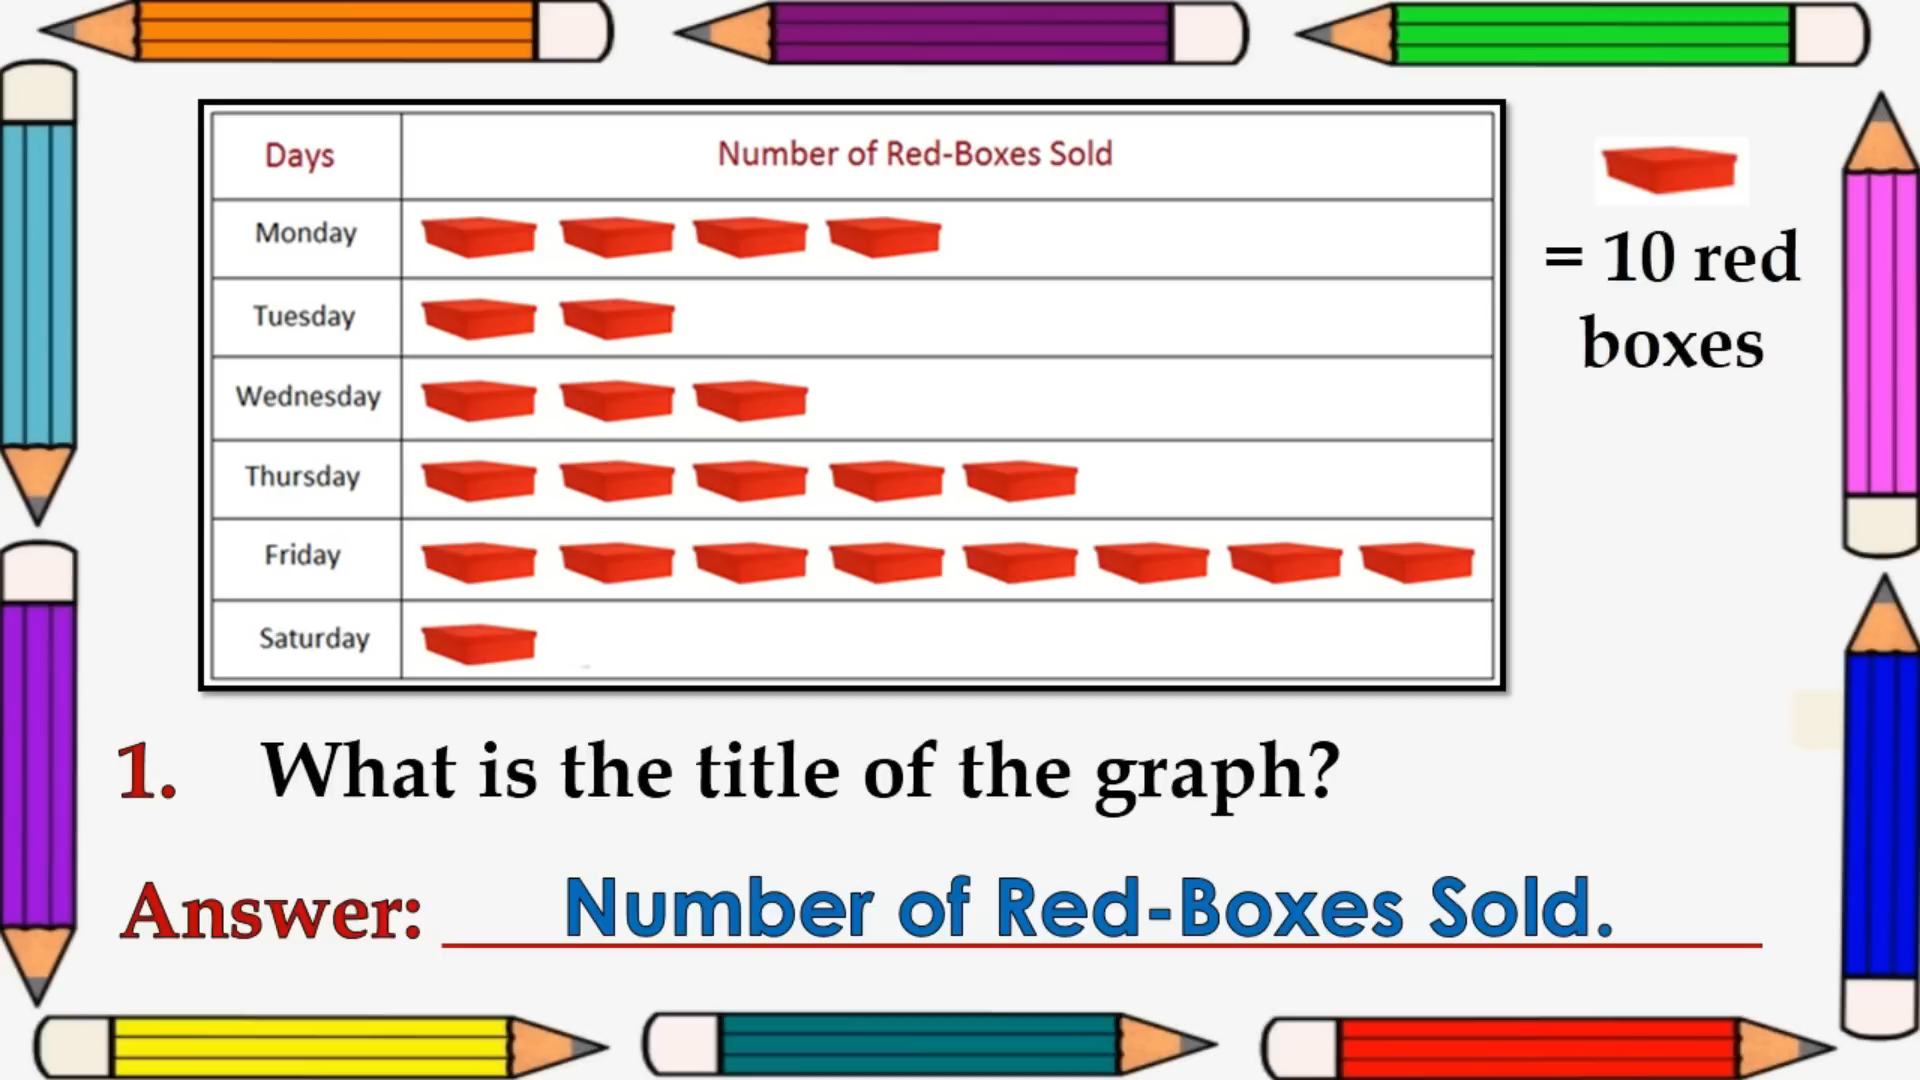 Days Number of Red-Boxes Sold
Monday
Tuesday
Wednesday
Thursday
Friday
Saturday
= 10 red
boxes
1. What is the title of the graph?
Answer: Number of Red-Boxes Sold.